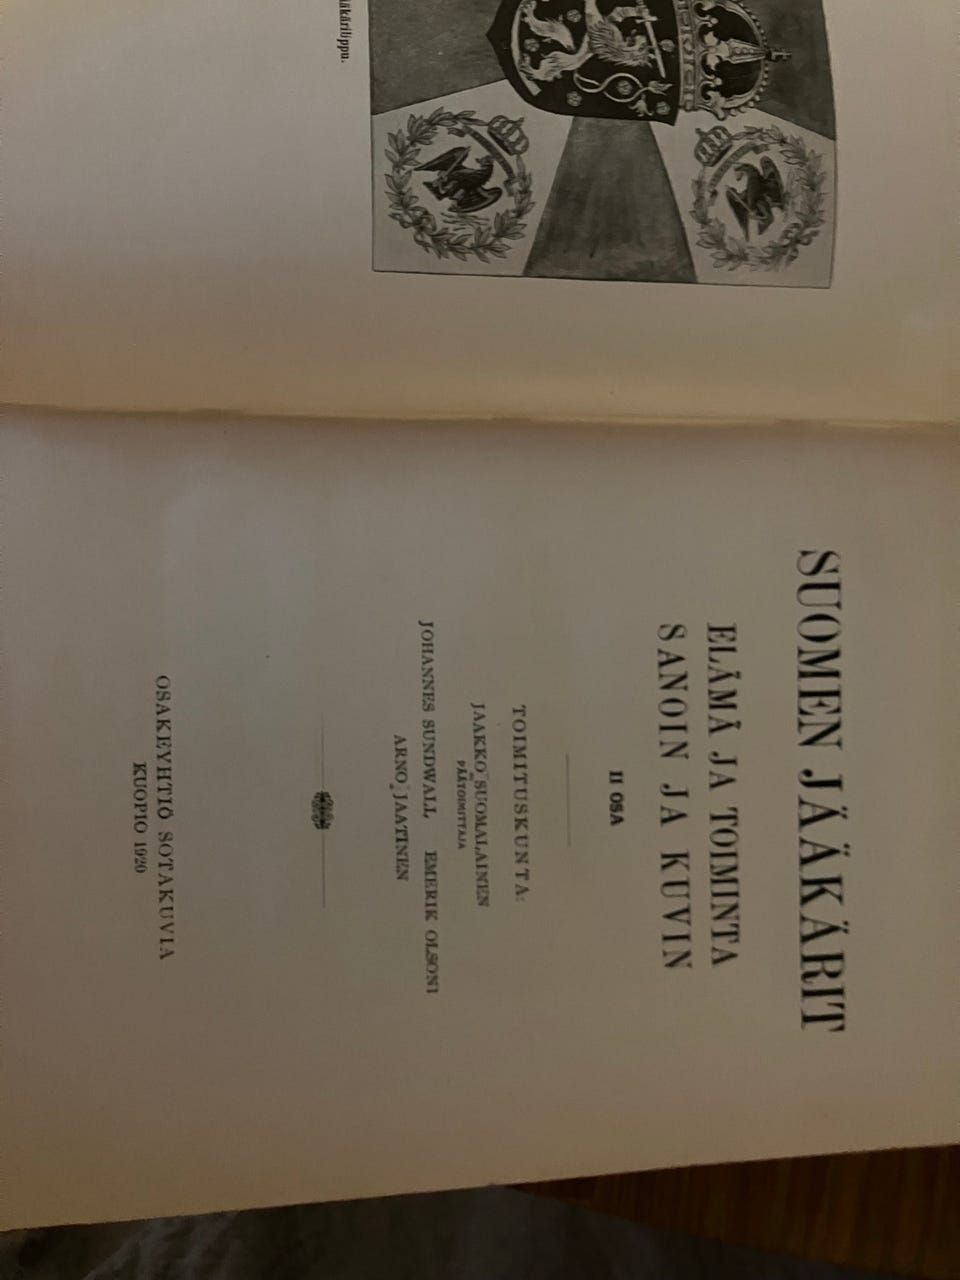 ääkärilippu.
SUOMEN JÄÄKÄRIT
ELÄMÄ JA TOIMINTA
SANOIN JA KUVIN
II OSA
TOIMITUSKUNTA:
JAAKKO SUOMALAINEN
PÄÄTOIMITTAJA
JOHANNES SUNDWALL EMERIK OLSONI
ARNO JAATINEN
OSAKEYHTIÖ SOTAKUVIA
KUOPIO 1920